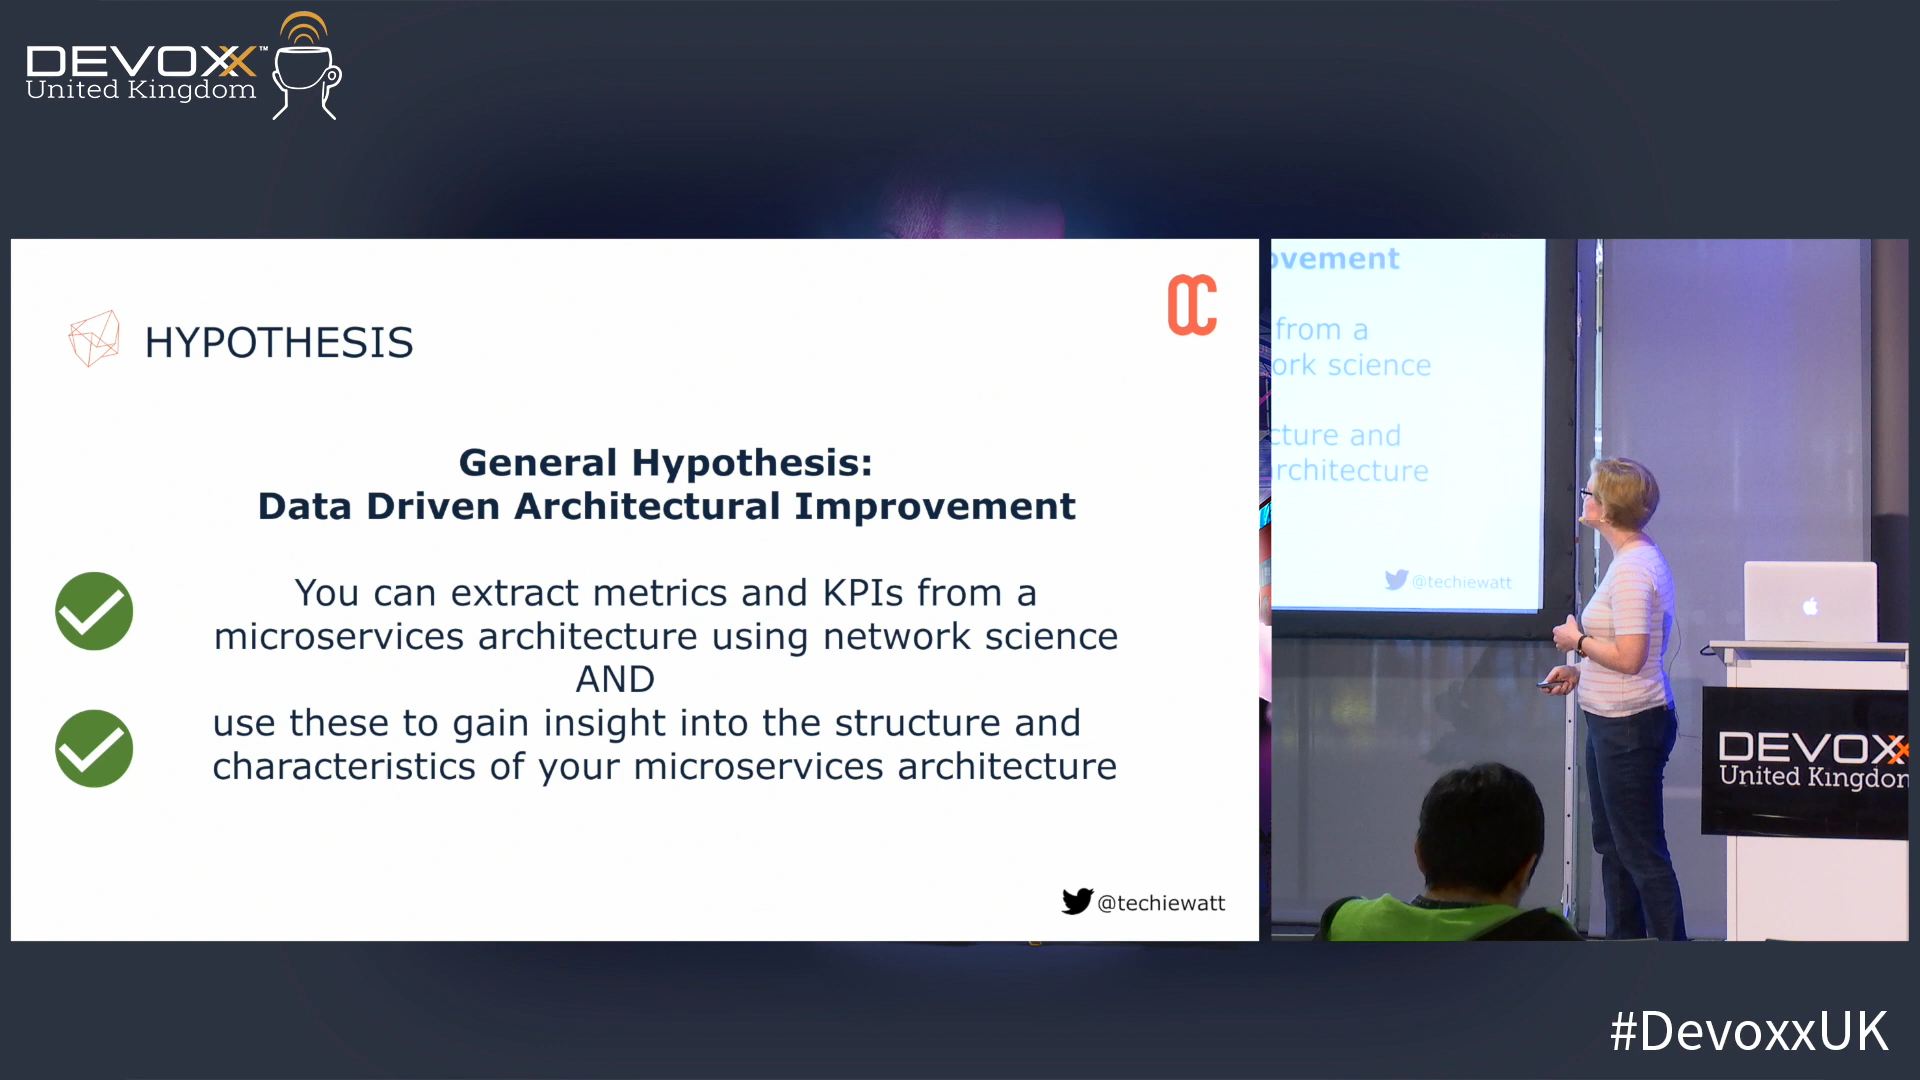 DEVOXX™
United Kingdom
HYPOTHESIS
General Hypothesis:
Data Driven Architectural Improvement
You can extract metrics and KPIs from a
microservices architecture using network science
AND
use these to gain insight into the structure and
characteristics of your microservices architecture
@techiewatt
ovement
from a
ork science
cture and
rchitecture
@techiewatt
DEVOXX
United Kingdom
#DevoxxUK